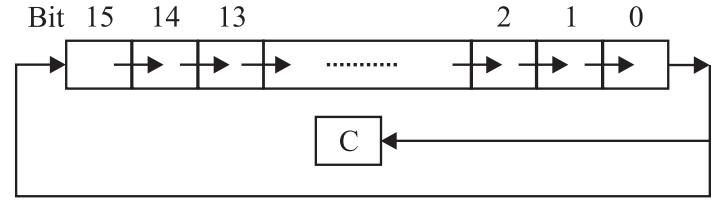 Bit 15 14 13 2 1 0
...........
C